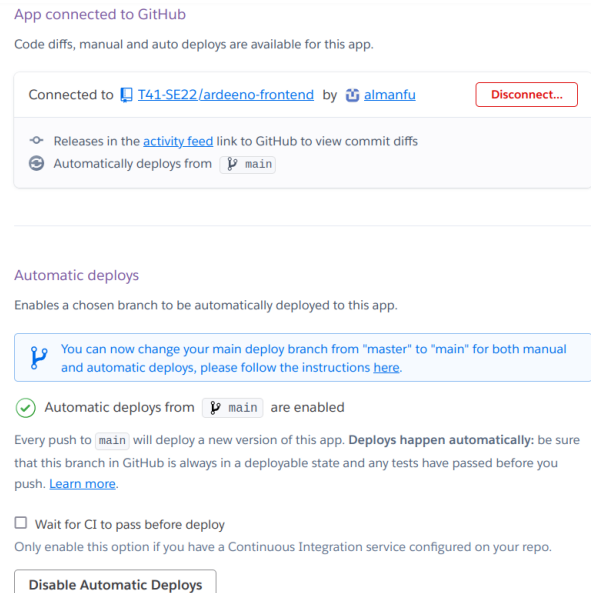 App connected to GitHub
Code diffs, manual and auto deploys are available for this app.
Connected to T41-SE22/ardeeno-frontend by almanfu
Disconnect...
Releases in the activity feed link to GitHub to view commit diffs
Automatically deploys from main
Automatic deploys
Enables a chosen branch to be automatically deployed to this app.
You can now change your main deploy branch from "master" to "main" for both manual
and automatic deploys, please follow the instructions here.
Automatic deploys from main are enabled
Every push to main will deploy a new version of this app. Deploys happen automatically: be sure
that this branch in GitHub is always in a deployable state and any tests have passed before you
push. Learn more.
Wait for CI to pass before deploy
Only enable this option if you have a Continuous Integration service configured on your repo.
Disable Automatic Deploys